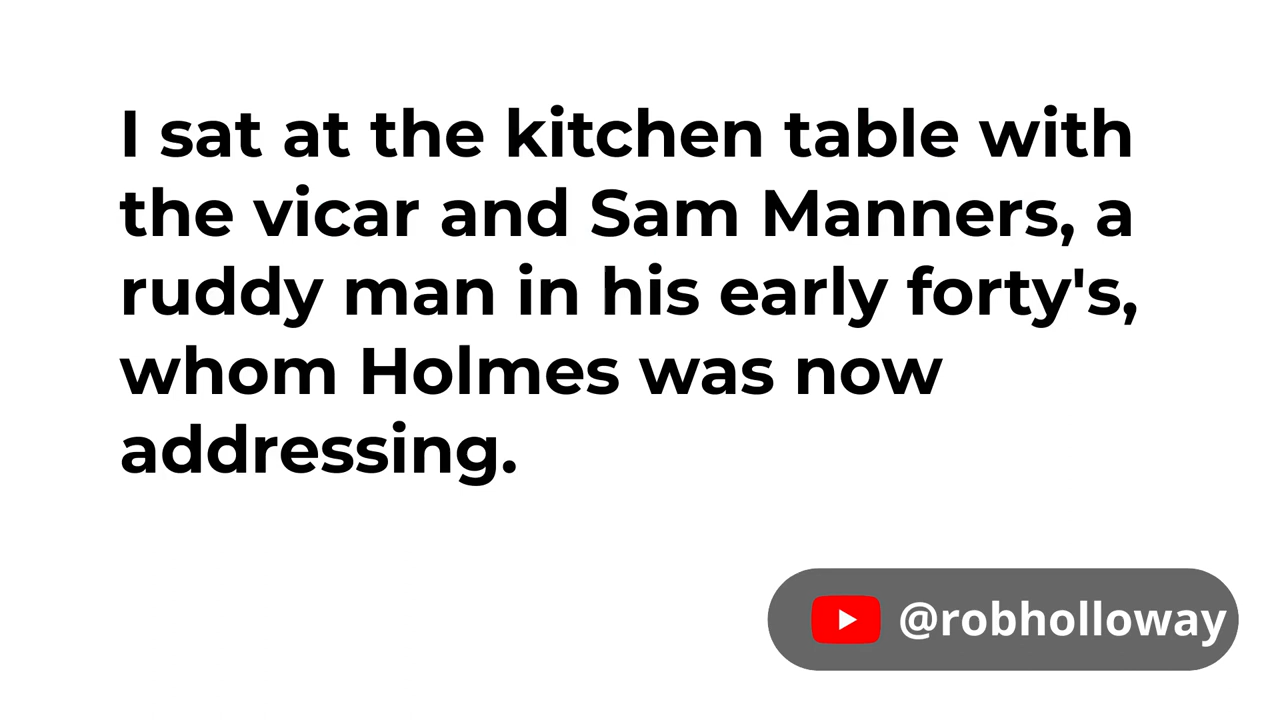 I sat at the kitchen table with
the vicar and Sam Manners, a
ruddy man in his early forty's,
whom Holmes was now
addressing.
@robholloway